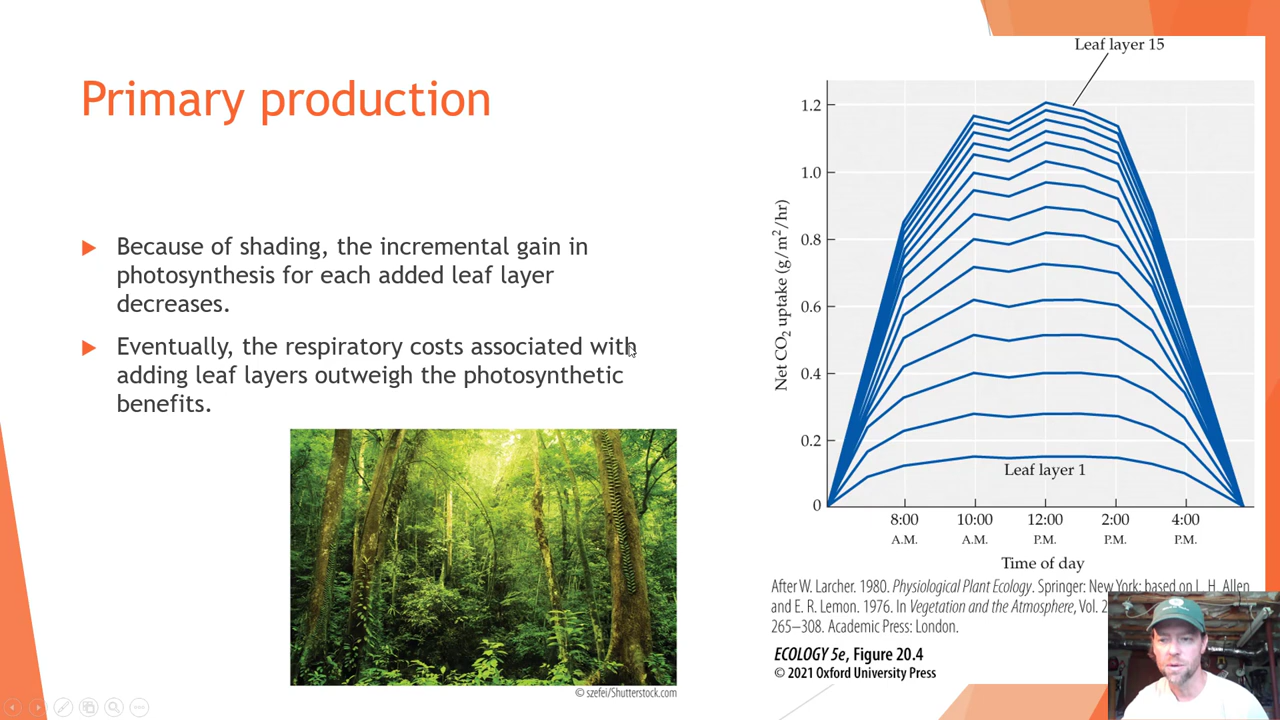 Primary production
Because of shading, the incremental gain in
photosynthesis for each added leaf layer
decreases.
Eventually, the respiratory costs associated with
adding leaf layers outweigh the photosynthetic
benefits.
© szefei/Shutterstock.com
Leaf layer 15
1.2
1.0
0.8
0.6
0.4
0.2
0
Net CO₂ uptake (g/m²/hr)
Leaf layer 1
8:00 10:00 12:00 2:00 4:00
A.M. A.M. P.M. P.M. P.M.
Time of day
After W. Larcher. 1980. Physiological Plant Ecology. Springer: New York; based on L. H. Allen
and E. R. Lemon. 1976. In Vegetation and the Atmosphere, Vol. 2
265–308. Academic Press: London.
ECOLOGY 5e, Figure 20.4
© 2021 Oxford University Press